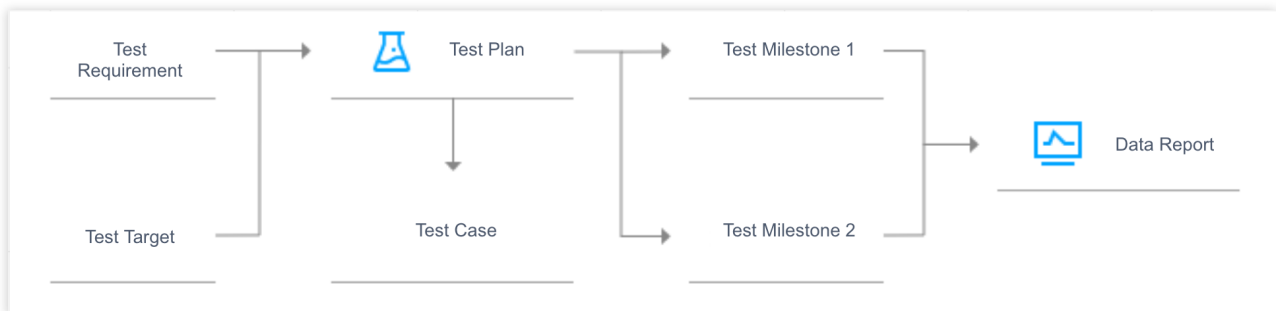 Test
Requirement
Test Plan
Test Milestone 1
Data Report
Test Target
Test Case
Test Milestone 2